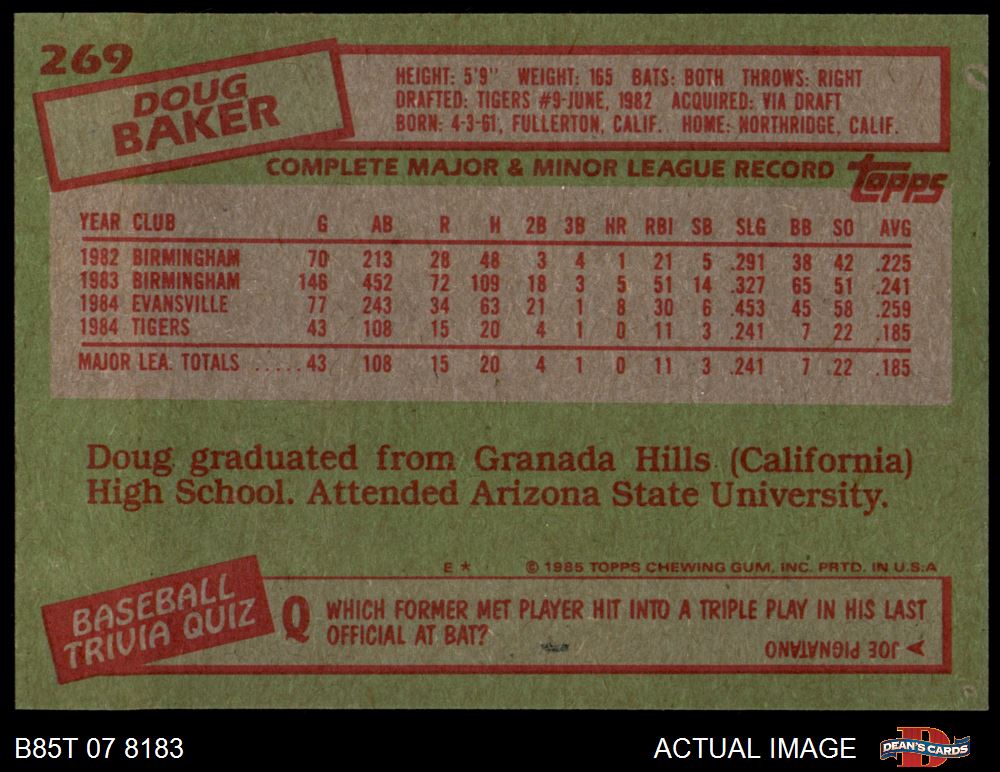 269
DOUG
BAKER
HEIGHT: 5'9" WEIGHT: 165 BATS: BOTH THROWS: RIGHT
DRAFTED: TIGERS #9-JUNE, 1982 ACQUIRED: VIA DRAFT
BORN: 4-3-61, FULLERTON, CALIF. HOME: NORTHRIDGE, CALIF.
COMPLETE MAJOR & MINOR LEAGUE RECORD
topps
YEAR CLUB G AB R H 2B 3B HR RBI SB SLG BB SO AVG
1982 BIRMINGHAM 70 213 28 48 3 4 1 21 5 .291 38 42 .225
1983 BIRMINGHAM 146 452 72 109 18 3 5 51 14 .327 65 51 .241
1984 EVANSVILLE 77 243 34 63 21 1 8 30 6 .453 45 58 .259
1984 TIGERS 43 108 15 20 4 1 0 11 3 .241 7 22 .185
MAJOR LEA. TOTALS ..... 43 108 15 20 4 1 0 11 3 .241 7 22 .185
Doug graduated from Granada Hills (California)
High School. Attended Arizona State University.
E * © 1985 TOPPS CHEWING GUM, INC. PRTD. IN U.S.A
BASEBALL
TRIVIA QUIZ
Q WHICH FORMER MET PLAYER HIT INTO A TRIPLE PLAY IN HIS LAST
OFFICIAL AT BAT?
JOE PIGNATANO
B85T 07 8183
ACTUAL IMAGE
D
DEAN'S CARDS